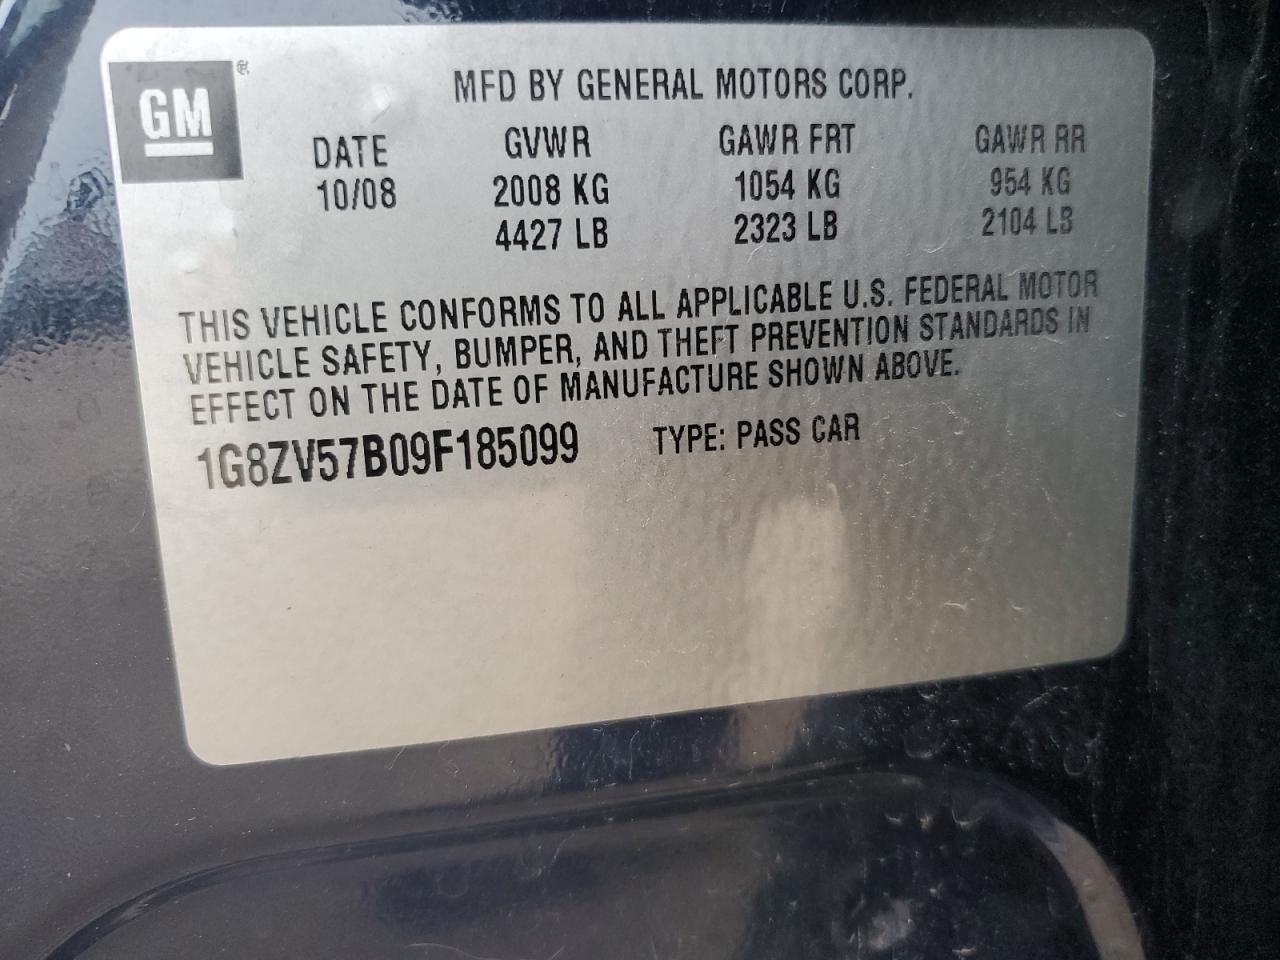 GM ®
MFD BY GENERAL MOTORS CORP.
DATE GVWR GAWR FRT GAWR RR
10/08 2008 KG 1054 KG 954 KG
4427 LB 2323 LB 2104 LB
THIS VEHICLE CONFORMS TO ALL APPLICABLE U.S. FEDERAL MOTOR
VEHICLE SAFETY, BUMPER, AND THEFT PREVENTION STANDARDS IN
EFFECT ON THE DATE OF MANUFACTURE SHOWN ABOVE.
1G8ZV57B09F185099 TYPE: PASS CAR